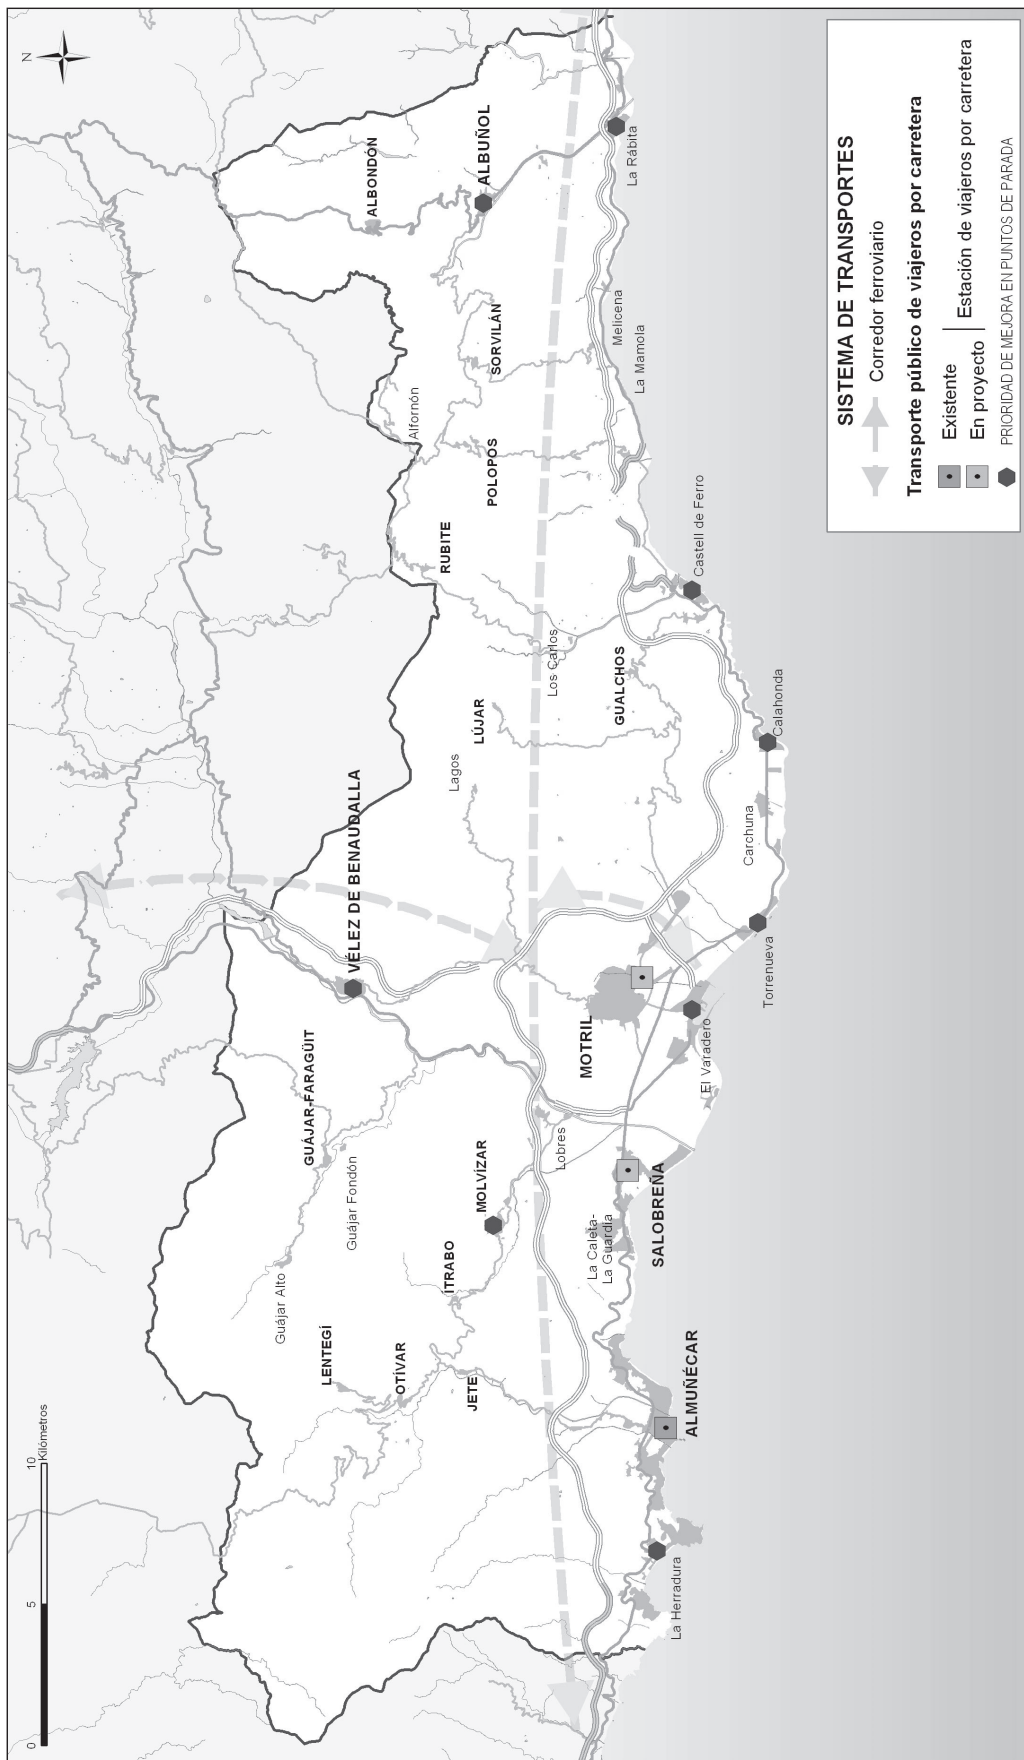 N
0
5
10
Kilómetros
ALBONDÓN
ALBUÑOL
La Rábita
SORVILÁN
Melicena
La Mamola
Alfornón
POLOPOS
RUBITE
Castell de Ferro
Los Carlos
GUALCHOS
LÚJAR
Lagos
Calahonda
Carchuna
VÉLEZ DE BENAUDALLA
Torrenueva
MOTRIL
El Varadero
GUÁJAR-FARAGÜIT
Guájar Fondón
Guájar Alto
MOLVÍZAR
Lobres
SALOBREÑA
La Caleta-
La Guardia
ÍTRABO
LENTEGÍ
OTÍVAR
JETE
ALMUÑÉCAR
La Herradura
SISTEMA DE TRANSPORTES
Corredor ferroviario
Transporte público de viajeros por carretera
Existente
En proyecto
Estación de viajeros por carretera
PRIORIDAD DE MEJORA EN PUNTOS DE PARADA